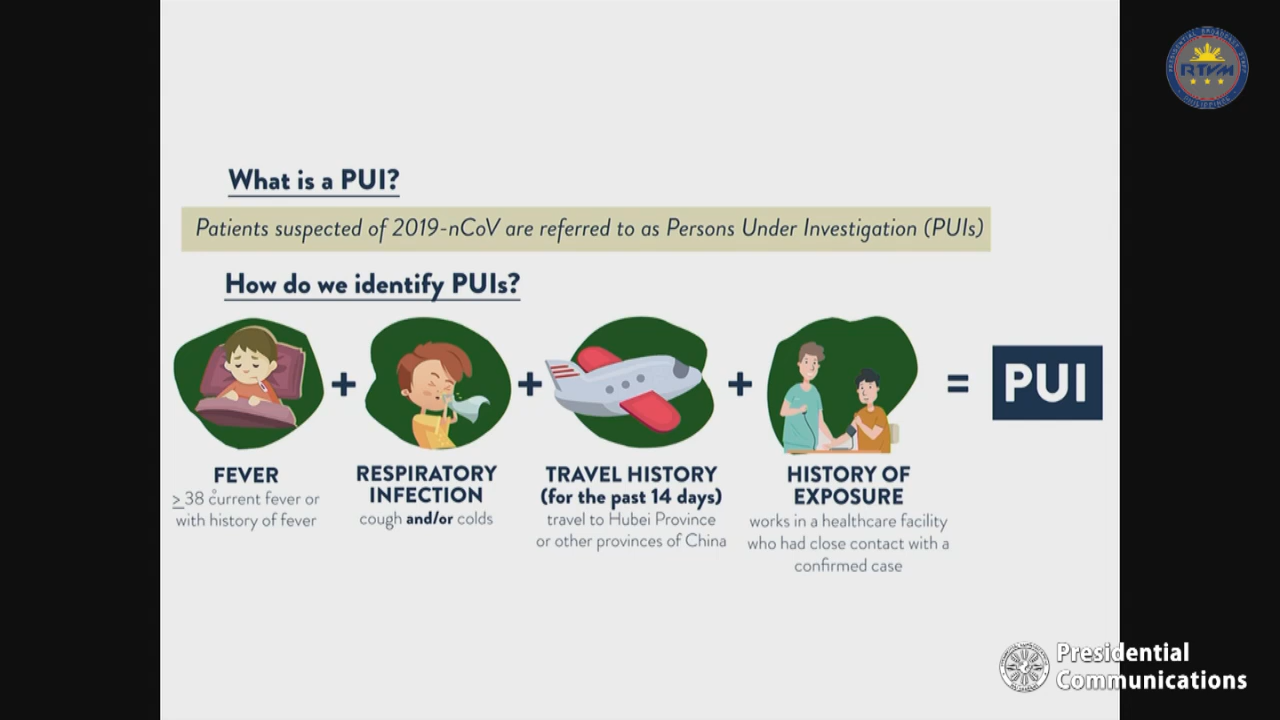 RTVM
What is a PUI?
Patients suspected of 2019-nCoV are referred to as Persons Under Investigation (PUIs)
How do we identify PUIs?
+ + + = PUI
FEVER
≥38° current fever or
with history of fever
RESPIRATORY
INFECTION
cough and/or colds
TRAVEL HISTORY
(for the past 14 days)
travel to Hubei Province
or other provinces of China
HISTORY OF
EXPOSURE
works in a healthcare facility
who had close contact with a
confirmed case
Presidential
Communications